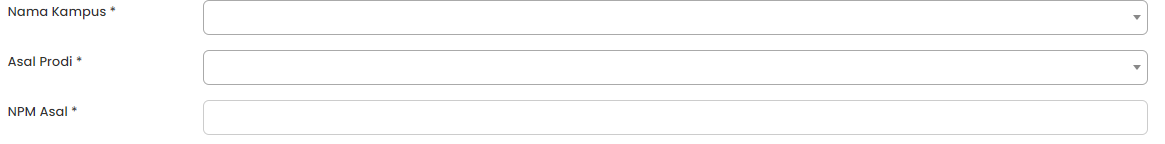 Nama Kampus *
Asal Prodi *
NPM Asal *